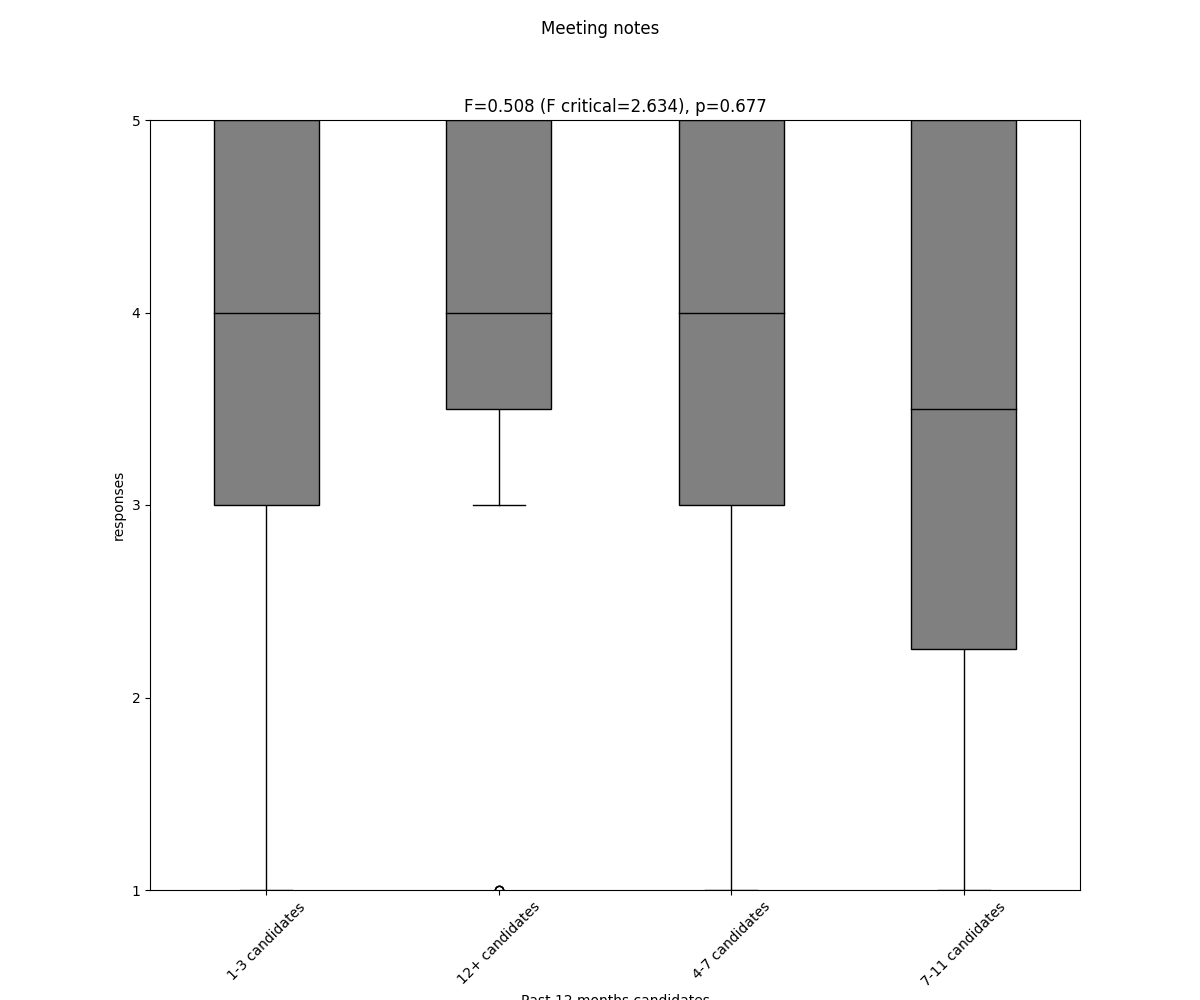 Meeting notes
F=0.508 (F critical=2.634), p=0.677
5
4
3
2
1
responses
1-3 candidates
12+ candidates
4-7 candidates
7-11 candidates
Past 12 months candidates